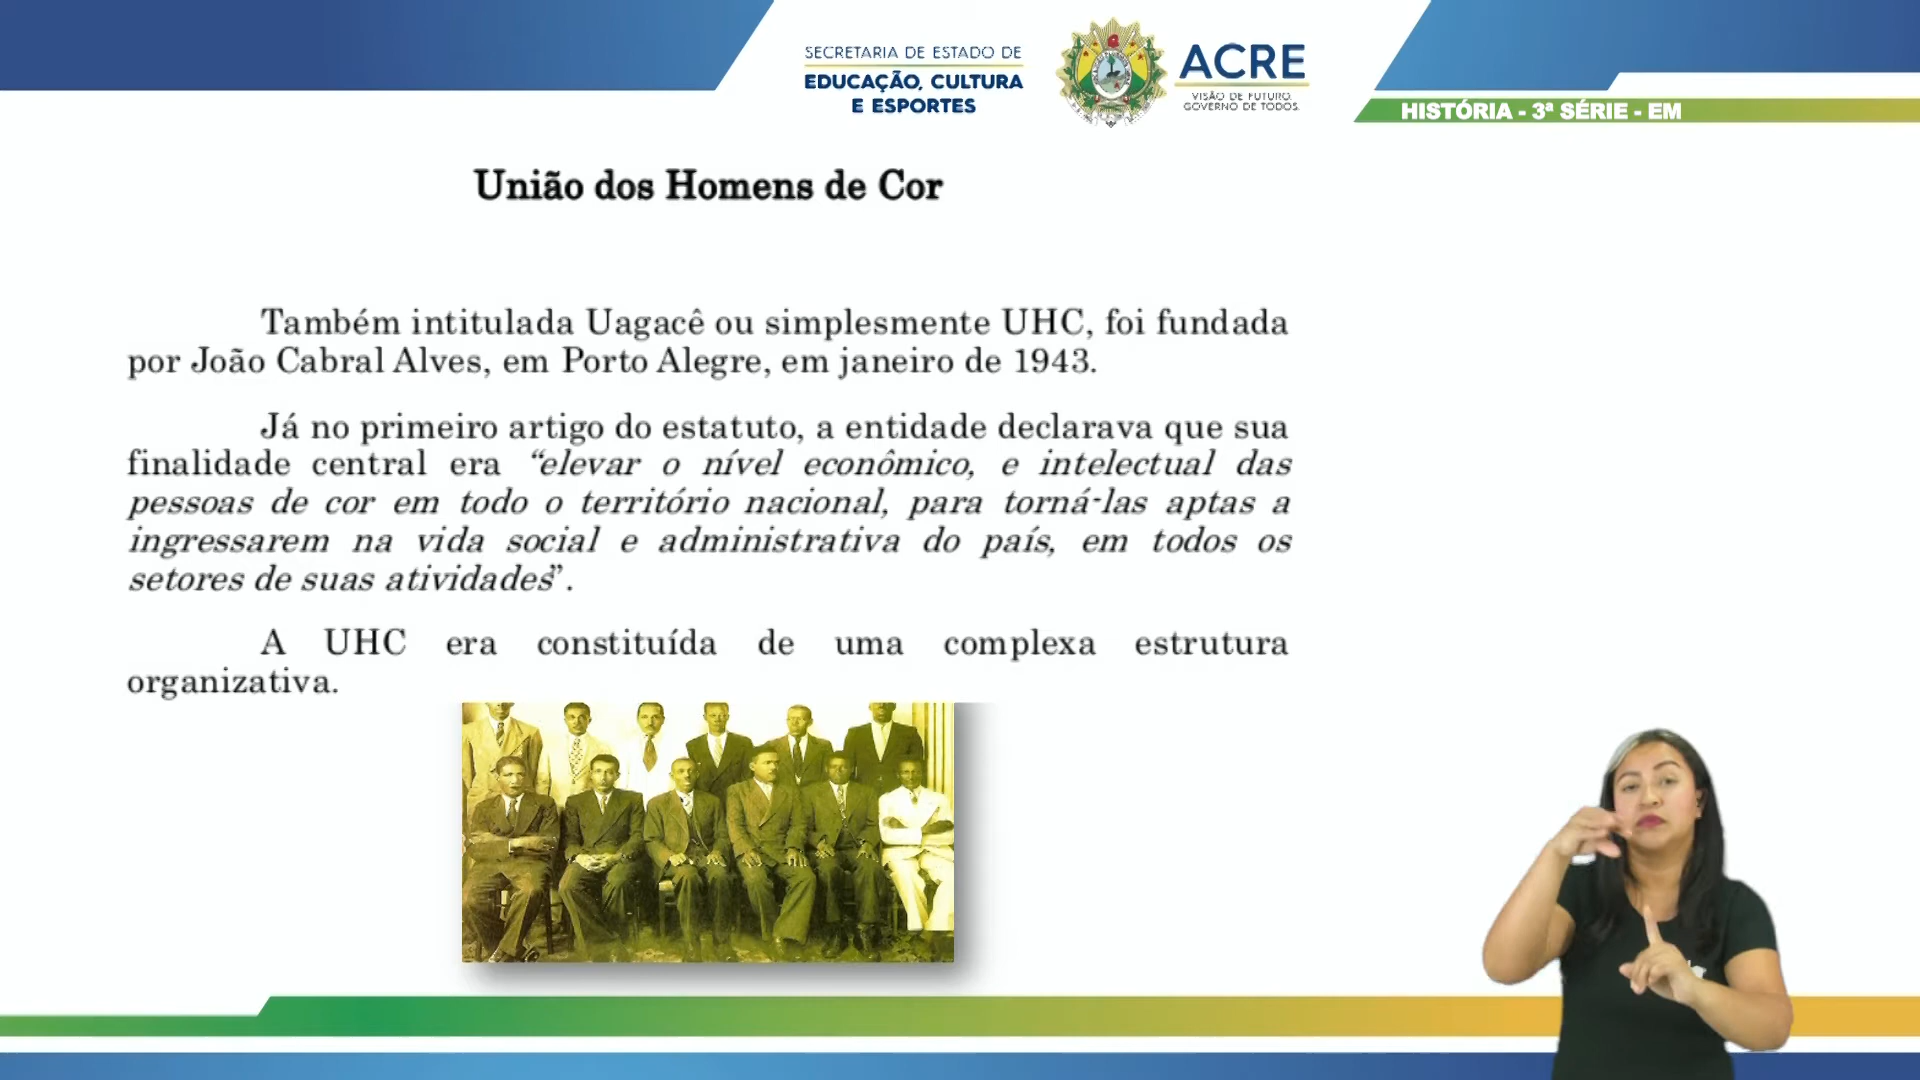 SECRETARIA DE ESTADO DE
EDUCAÇÃO, CULTURA
E ESPORTES
ACRE
VISÃO DE FUTURO.
GOVERNO DE TODOS.
HISTÓRIA - 3ª SÉRIE - EM
União dos Homens de Cor
Também intitulada Uagacê ou simplesmente UHC, foi fundada
por João Cabral Alves, em Porto Alegre, em janeiro de 1943.
Já no primeiro artigo do estatuto, a entidade declarava que sua
finalidade central era “elevar o nível econômico, e intelectual das
pessoas de cor em todo o território nacional, para torná-las aptas a
ingressarem na vida social e administrativa do país, em todos os
setores de suas atividades”.
A UHC era constituída de uma complexa estrutura
organizativa.